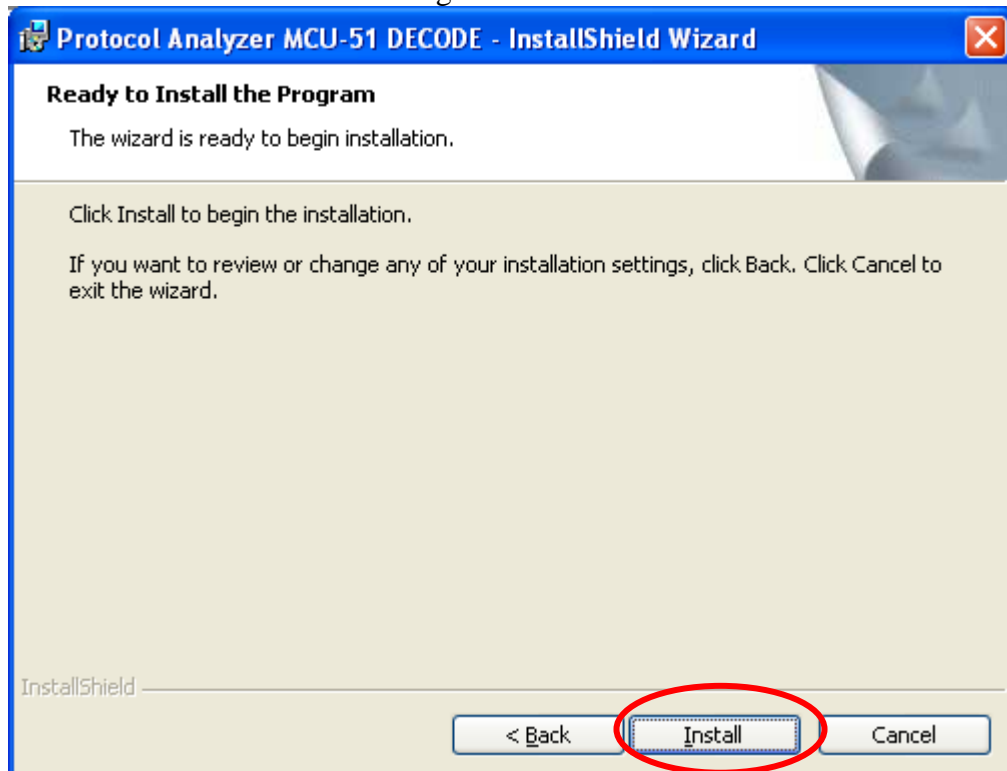 Protocol Analyzer MCU-51 DECODE - InstallShield Wizard
Ready to Install the Program
The wizard is ready to begin installation.
Click Install to begin the installation.
If you want to review or change any of your installation settings, click Back. Click Cancel to
exit the wizard.
InstallShield
< Back Install Cancel